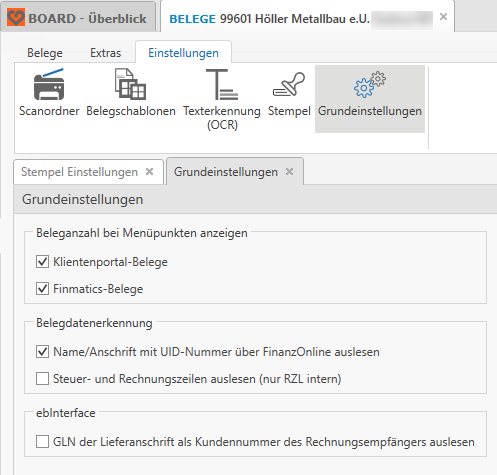 BOARD - Überblick
BELEGE 99601 Höller Metallbau e.U.
Belege Extras Einstellungen
Scanordner Belegschablonen Texterkennung (OCR) Stempel Grundeinstellungen
Stempel Einstellungen Grundeinstellungen
Grundeinstellungen
Beleganzahl bei Menüpunkten anzeigen
Klientenportal-Belege
Finmatics-Belege
Belegdatenerkennung
Name/Anschrift mit UID-Nummer über FinanzOnline auslesen
Steuer- und Rechnungszeilen auslesen (nur RZL intern)
ebInterface
GLN der Lieferanschrift als Kundennummer des Rechnungsempfängers auslesen